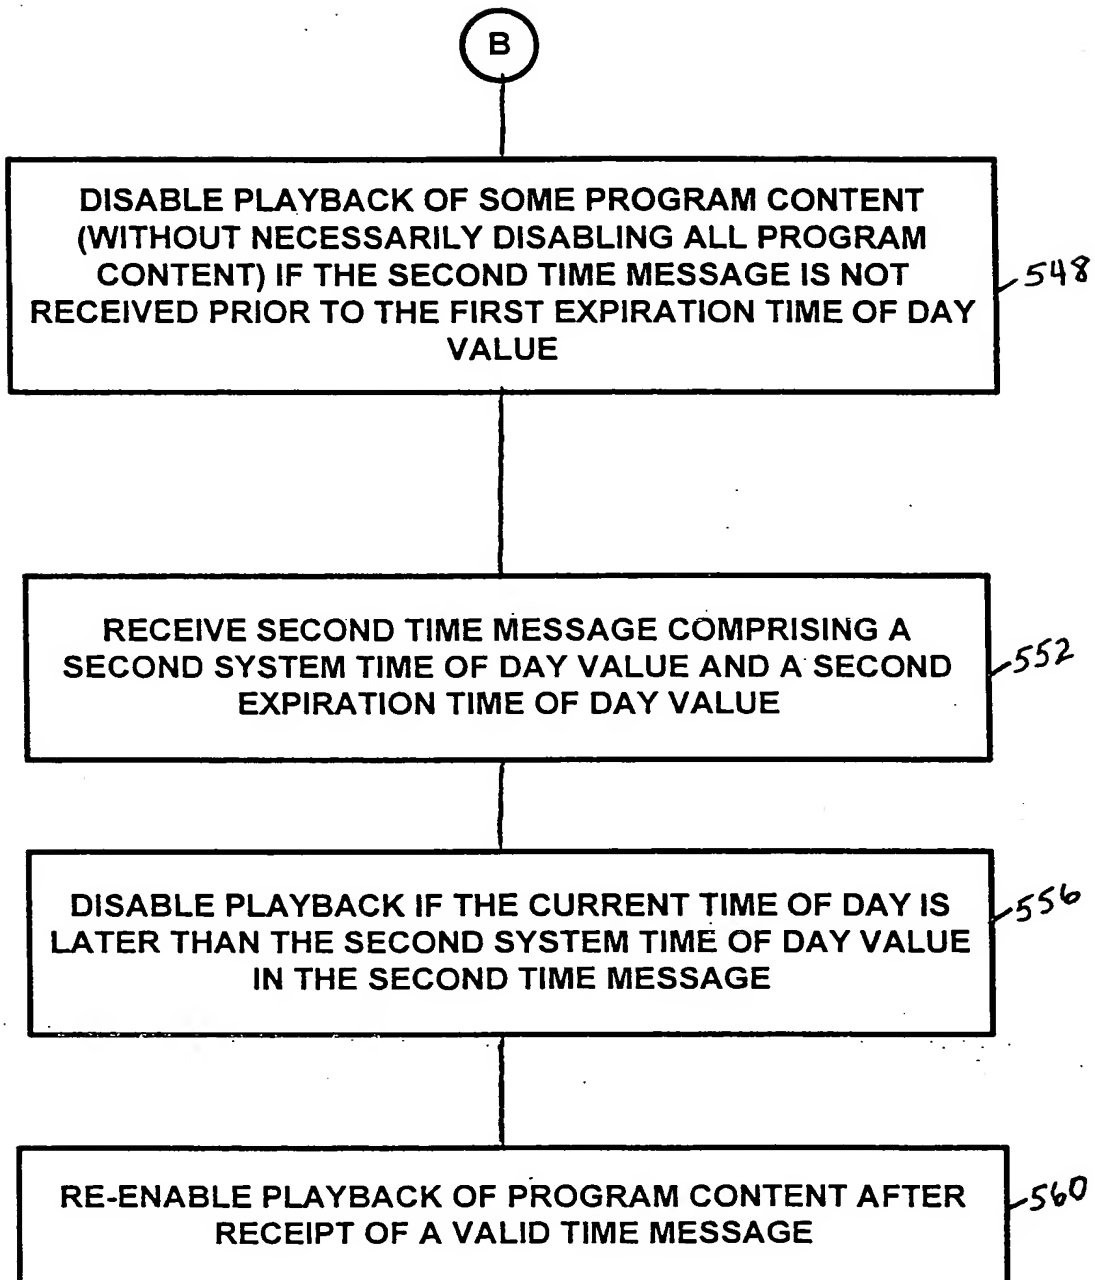 B
DISABLE PLAYBACK OF SOME PROGRAM CONTENT
(WITHOUT NECESSARILY DISABLING ALL PROGRAM
CONTENT) IF THE SECOND TIME MESSAGE IS NOT
RECEIVED PRIOR TO THE FIRST EXPIRATION TIME OF DAY
VALUE
548
RECEIVE SECOND TIME MESSAGE COMPRISING A
SECOND SYSTEM TIME OF DAY VALUE AND A SECOND
EXPIRATION TIME OF DAY VALUE
552
DISABLE PLAYBACK IF THE CURRENT TIME OF DAY IS
LATER THAN THE SECOND SYSTEM TIME OF DAY VALUE
IN THE SECOND TIME MESSAGE
556
RE-ENABLE PLAYBACK OF PROGRAM CONTENT AFTER
RECEIPT OF A VALID TIME MESSAGE
560